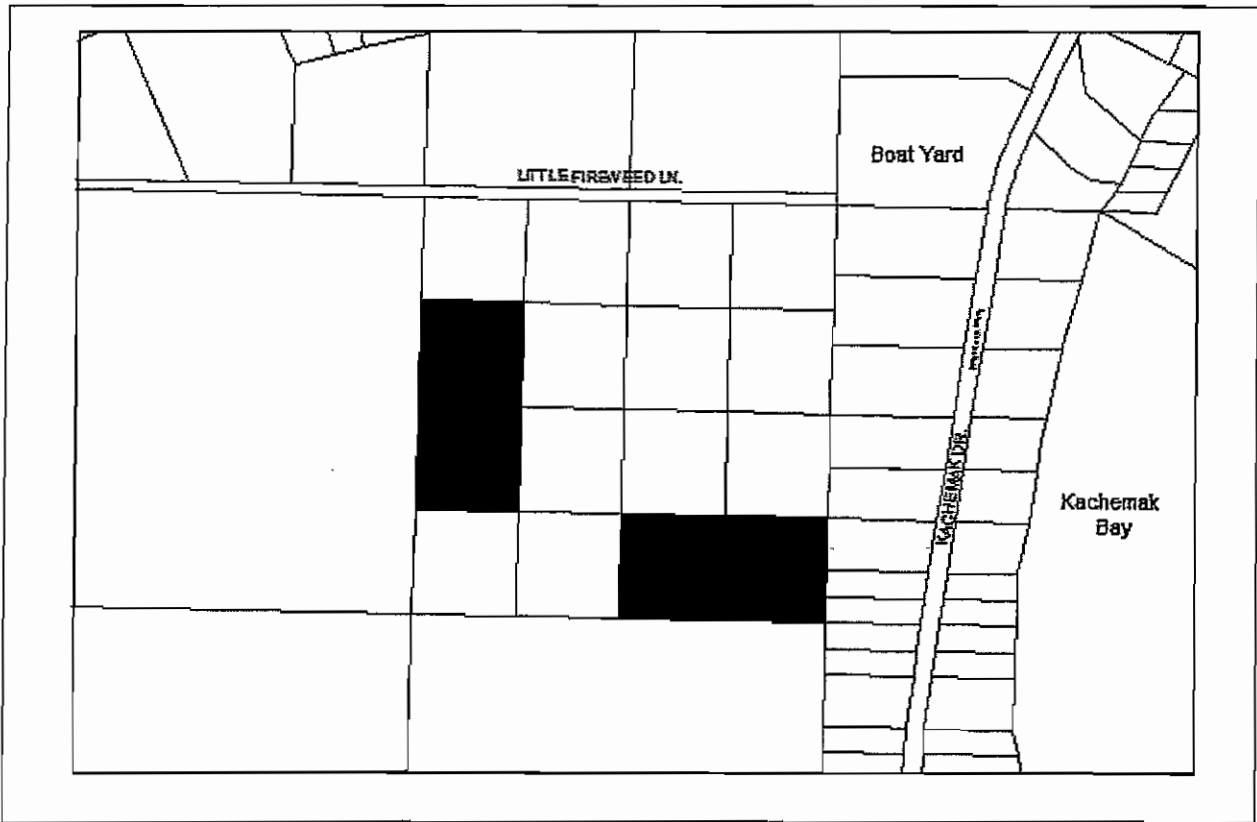 Boat Yard
LITTLE FIREWEED LN.
KACHEMAK DR.
Kachemak
Bay